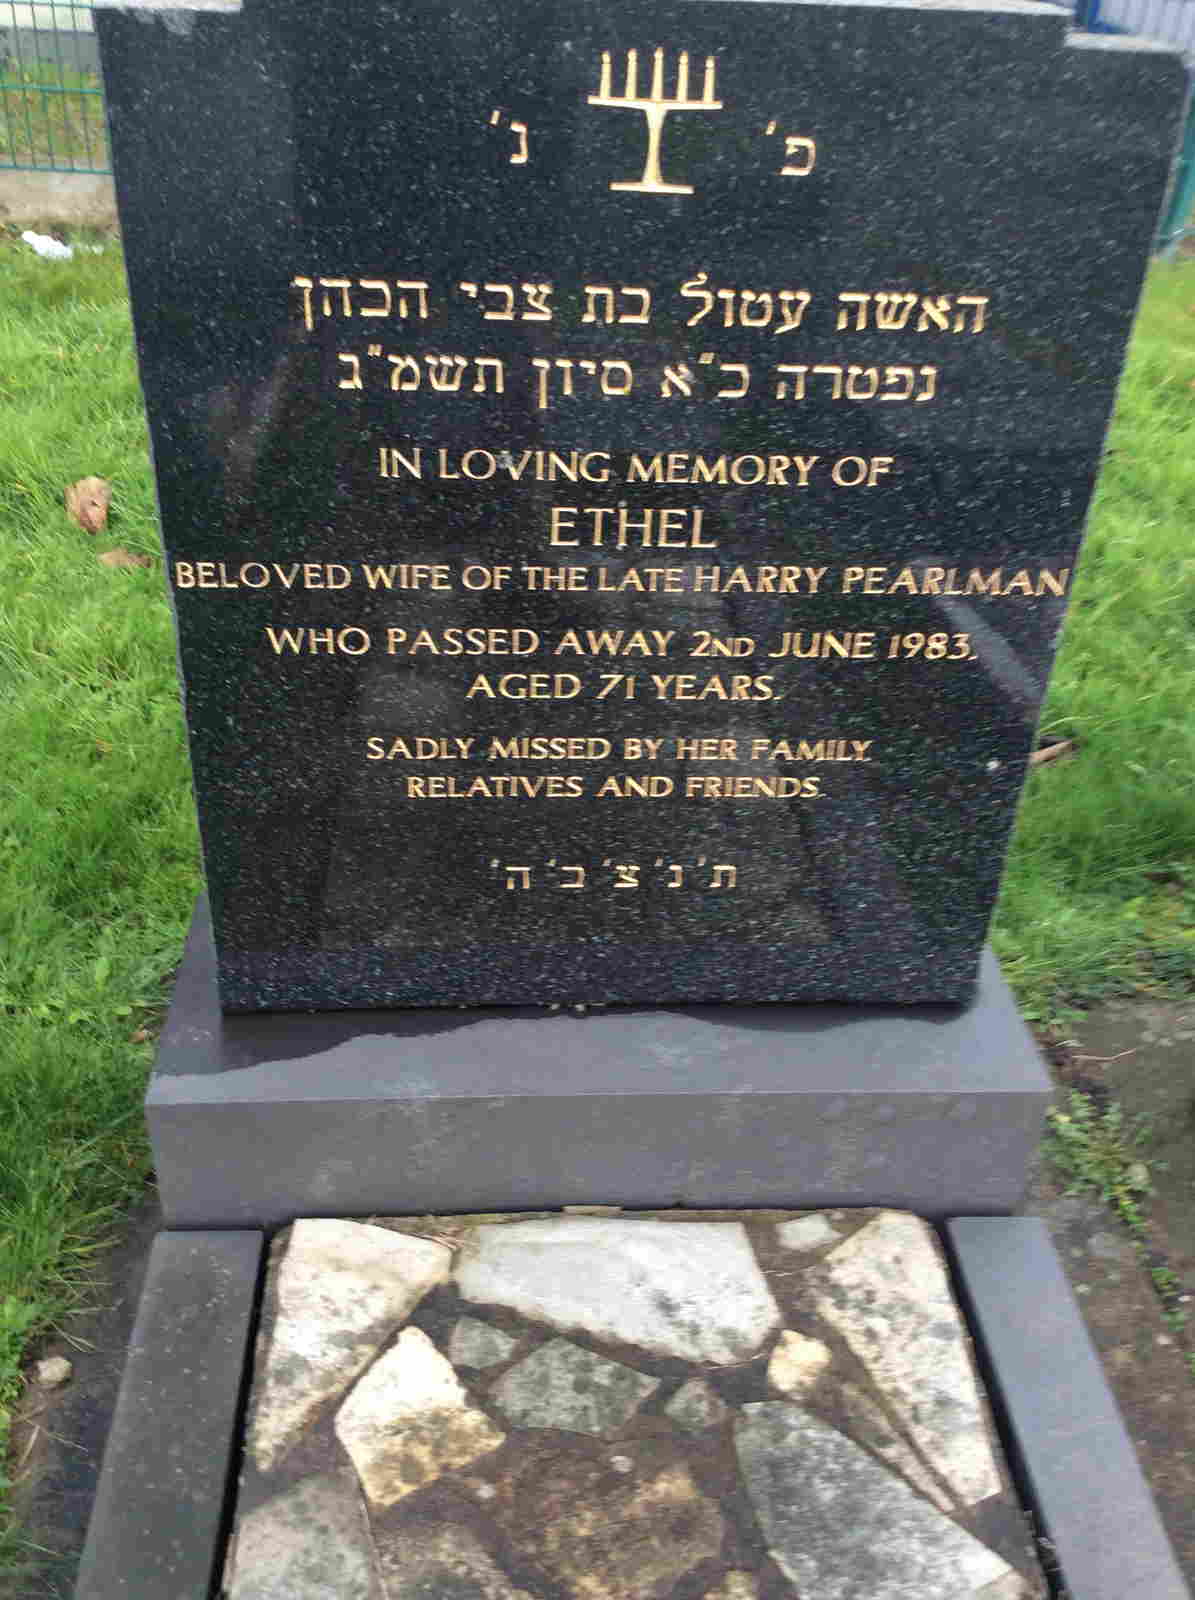 פ' נ'
האשה עטול בת צבי הכהן
נפטרה כ"א סיון תשמ"ג
IN LOVING MEMORY OF
ETHEL
BELOVED WIFE OF THE LATE HARRY PEARLMAN
WHO PASSED AWAY 2ND JUNE 1983,
AGED 71 YEARS.
SADLY MISSED BY HER FAMILY,
RELATIVES AND FRIENDS.
ת' נ' צ' ב' ה'